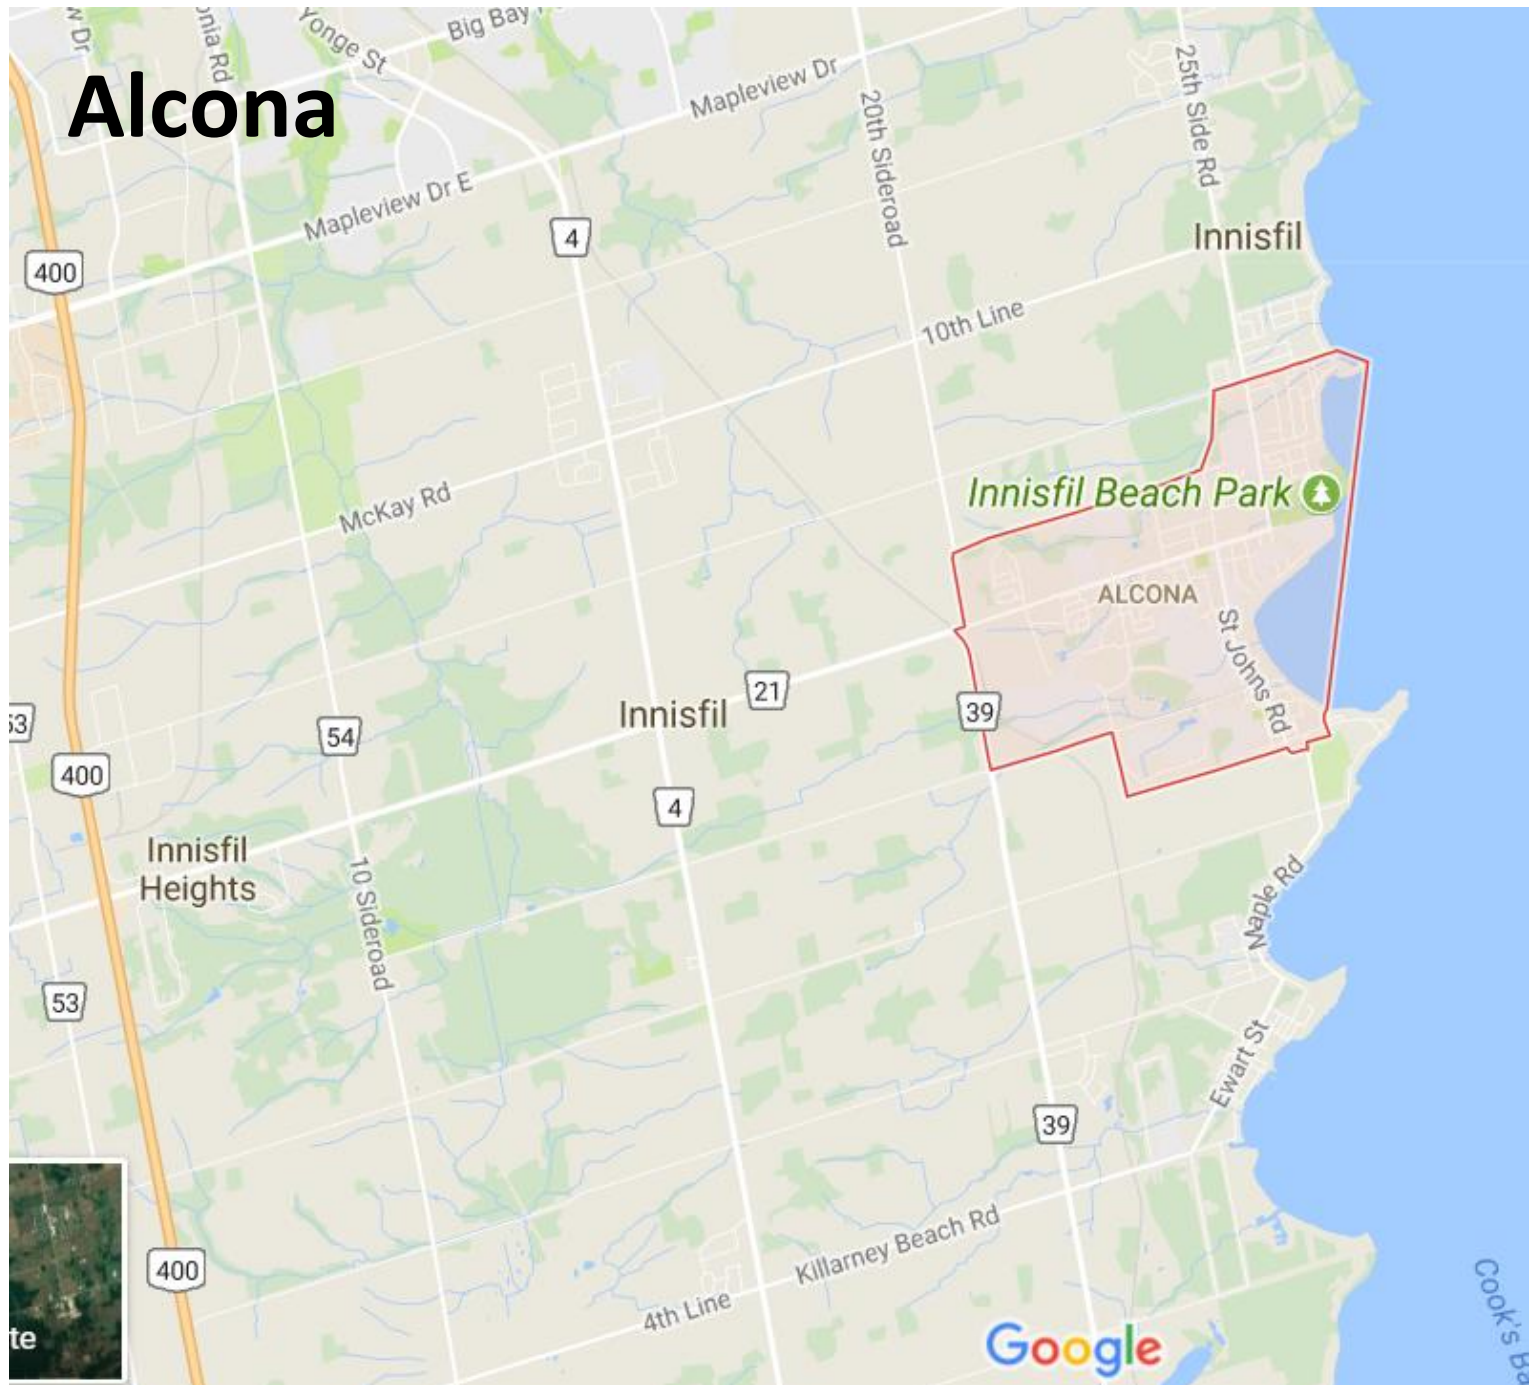 Alcona
Yonge St
Big Bay
Mapleview Dr
25th Side Rd
20th Sideroad
Mapleview Dr E
4
Innisfil
400
10th Line
McKay Rd
Innisfil Beach Park
ALCONA
St Johns Rd
21
39
Innisfil
54
400
4
Innisfil
Heights
10 Sideroad
Maple Rd
53
Ewart St
39
Killarney Beach Rd
400
4th Line
Google
Cook's